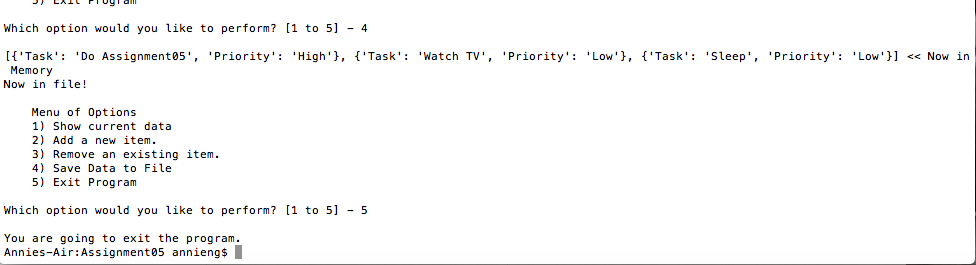 5) Exit Program
Which option would you like to perform? [1 to 5] - 4
[{'Task': 'Do Assignment05', 'Priority': 'High'}, {'Task': 'Watch TV', 'Priority': 'Low'}, {'Task': 'Sleep', 'Priority': 'Low'}] << Now in
Memory
Now in file!
Menu of Options
1) Show current data
2) Add a new item.
3) Remove an existing item.
4) Save Data to File
5) Exit Program
Which option would you like to perform? [1 to 5] - 5
You are going to exit the program.
Annies-Air:Assignment05 annieng$